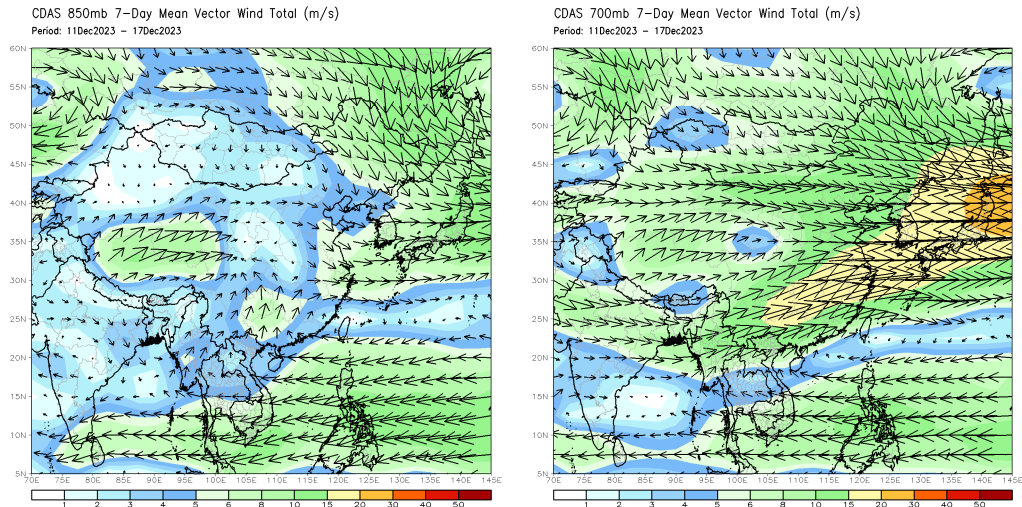 CDAS 850mb 7-Day Mean Vector Wind Total (m/s)
Period: 11Dec2023 - 17Dec2023
60N
55N
50N
45N
40N
35N
30N
25N
20N
15N
10N
5N
70E 75E 80E 85E 90E 95E 100E 105E 110E 115E 120E 125E 130E 135E 140E 145E
1 2 3 4 5 6 8 10 15 20 30 40 50
CDAS 700mb 7-Day Mean Vector Wind Total (m/s)
Period: 11Dec2023 - 17Dec2023
60N
55N
50N
45N
40N
35N
30N
25N
20N
15N
10N
5N
70E 75E 80E 85E 90E 95E 100E 105E 110E 115E 120E 125E 130E 135E 140E 145E
1 2 3 4 5 6 8 10 15 20 30 40 50